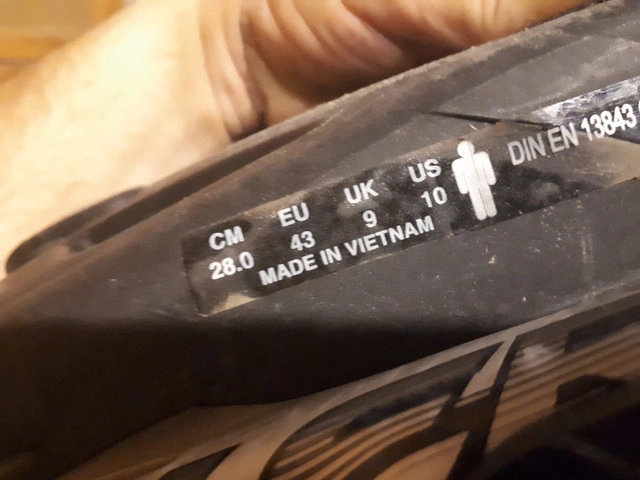 CM EU UK US
28.0 43 9 10
MADE IN VIETNAM
DIN EN 13843